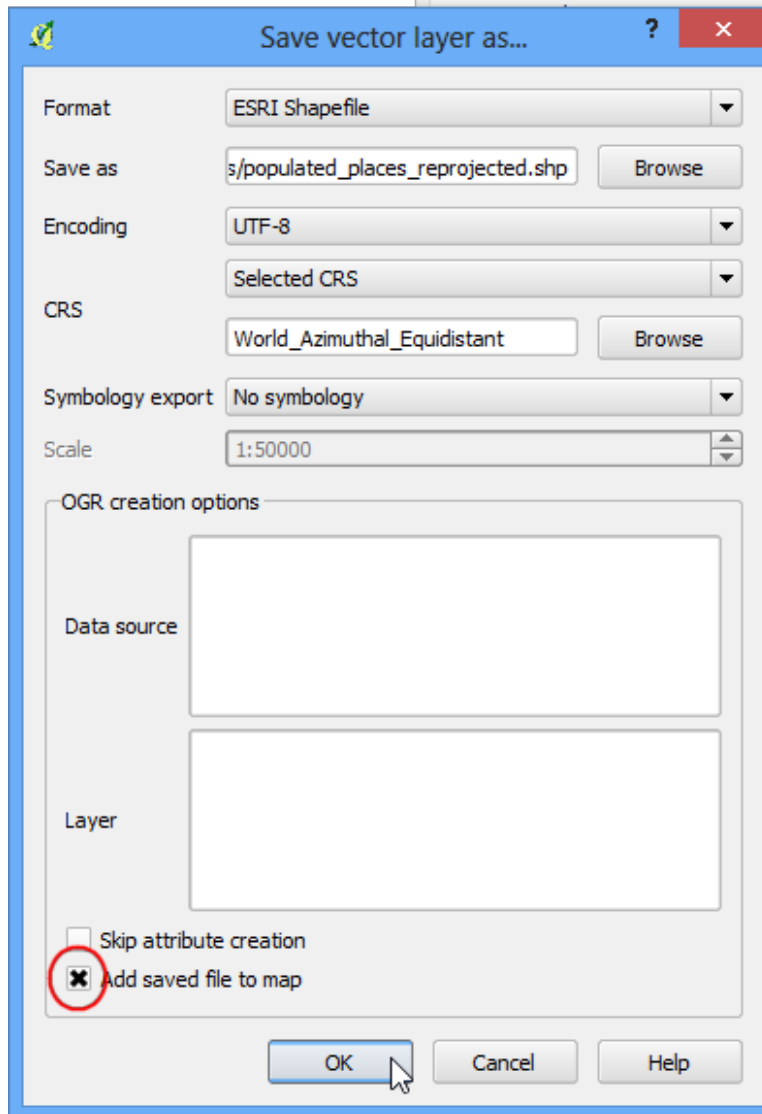 Save vector layer as...
?
Format
ESRI Shapefile
Save as
s/populated_places_reprojected.shp
Browse
Encoding
UTF-8
CRS
Selected CRS
World_Azimuthal_Equidistant
Browse
Symbology export
No symbology
Scale
1:50000
OGR creation options
Data source
Layer
Skip attribute creation
Add saved file to map
OK
Cancel
Help